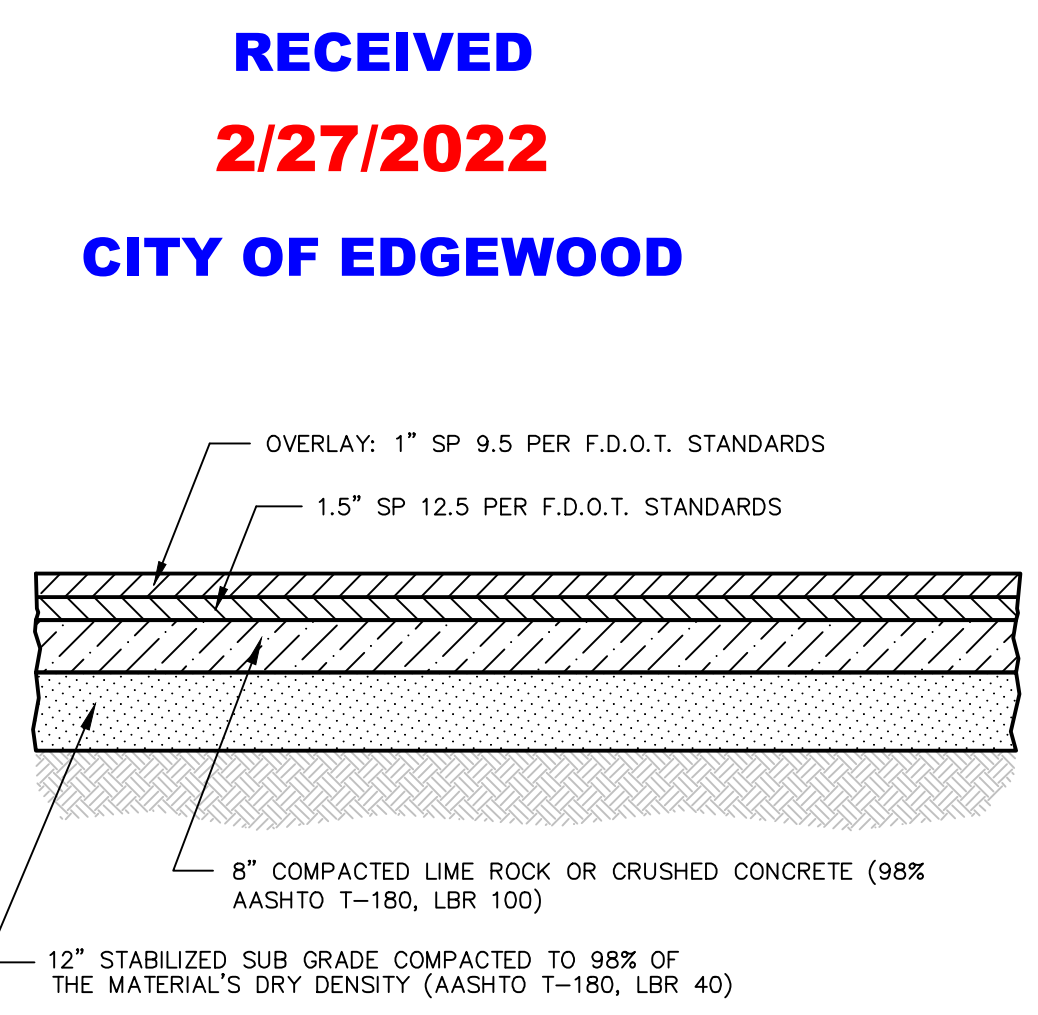 RECEIVED
2/27/2022
CITY OF EDGEWOOD
OVERLAY: 1" SP 9.5 PER F.D.O.T. STANDARDS
1.5" SP 12.5 PER F.D.O.T. STANDARDS
8" COMPACTED LIME ROCK OR CRUSHED CONCRETE (98%
AASHTO T-180, LBR 100)
12" STABILIZED SUB GRADE COMPACTED TO 98% OF
THE MATERIAL'S DRY DENSITY (AASHTO T-180, LBR 40)